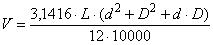 V = 3,1416 · L · (d² + D² + d · D) / 12 · 10000